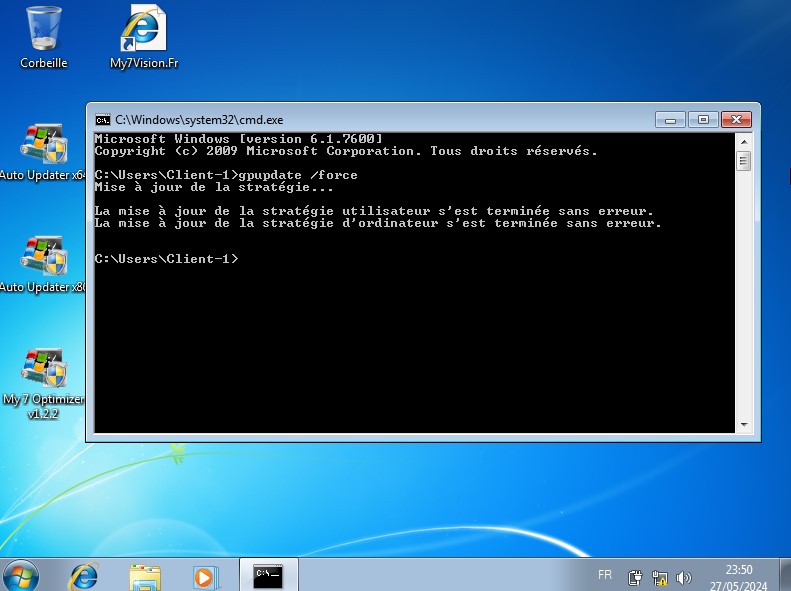 Corbeille
My7Vision.Fr
Auto Updater x64
Auto Updater x86
My 7 Optimizer
v1.2.2
C:\Windows\system32\cmd.exe
Microsoft Windows [version 6.1.7600]
Copyright (c) 2009 Microsoft Corporation. Tous droits réservés.
C:\Users\Client-1>gpupdate /force
Mise à jour de la stratégie...
La mise à jour de la stratégie utilisateur s'est terminée sans erreur.
La mise à jour de la stratégie d'ordinateur s'est terminée sans erreur.
C:\Users\Client-1>
FR
23:50
27/05/2024